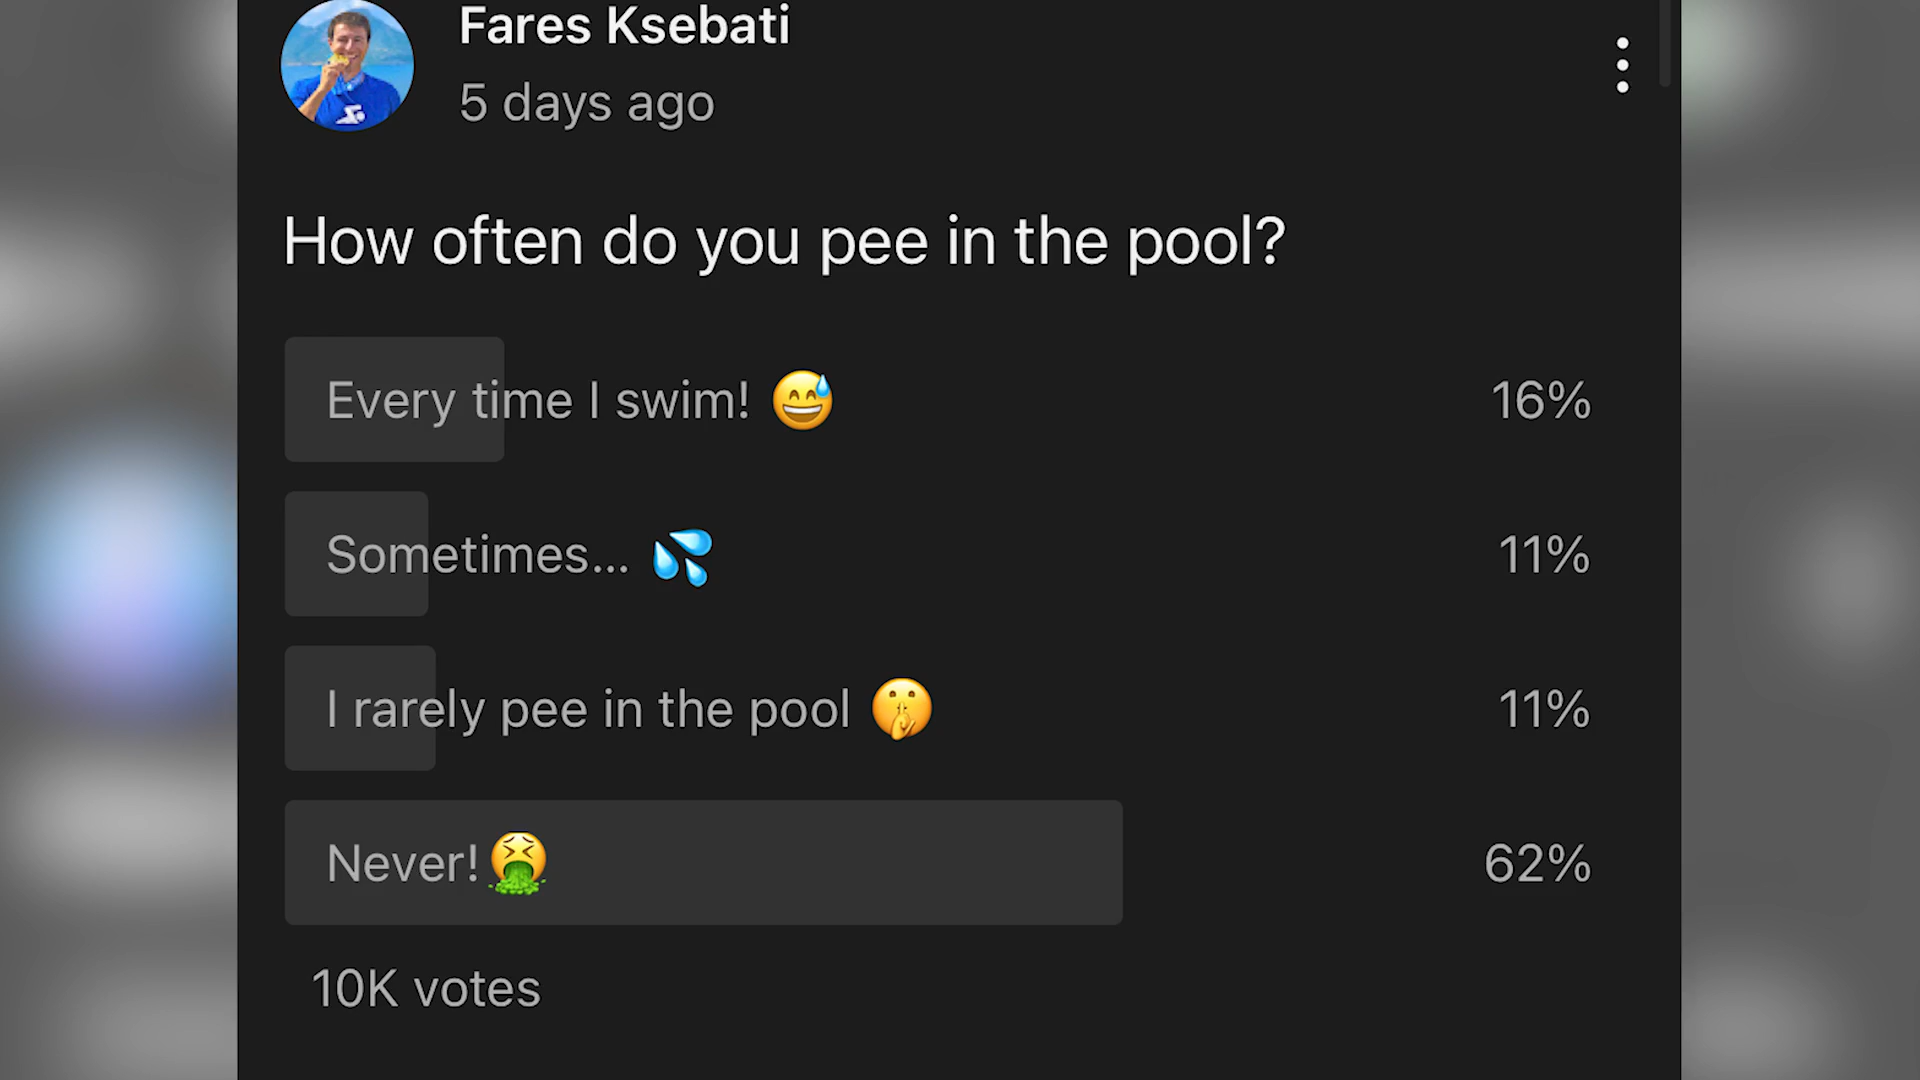 Fares Ksebati
5 days ago
How often do you pee in the pool?
Every time I swim! 😅 16%
Sometimes... 💦 11%
I rarely pee in the pool 🤫 11%
Never!🤮 62%
10K votes